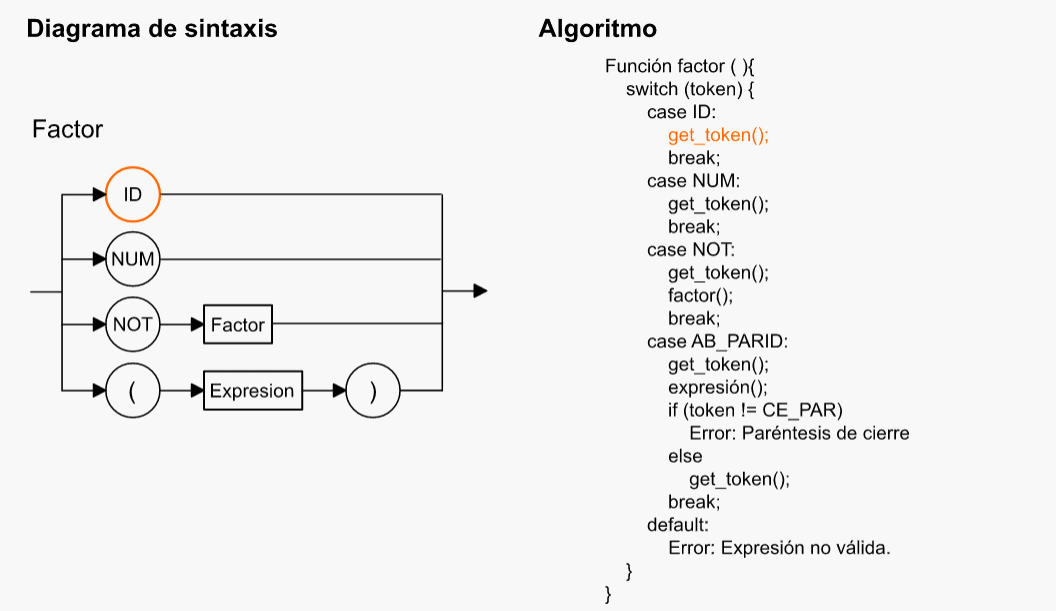 Diagrama de sintaxis
Factor
ID
NUM
NOT Factor
( Expresion )
Algoritmo
Función factor ( ){
switch (token) {
case ID:
get_token();
break;
case NUM:
get_token();
break;
case NOT:
get_token();
factor();
break;
case AB_PARID:
get_token();
expresión();
if (token != CE_PAR)
Error: Paréntesis de cierre
else
get_token();
break;
default:
Error: Expresión no válida.
}
}